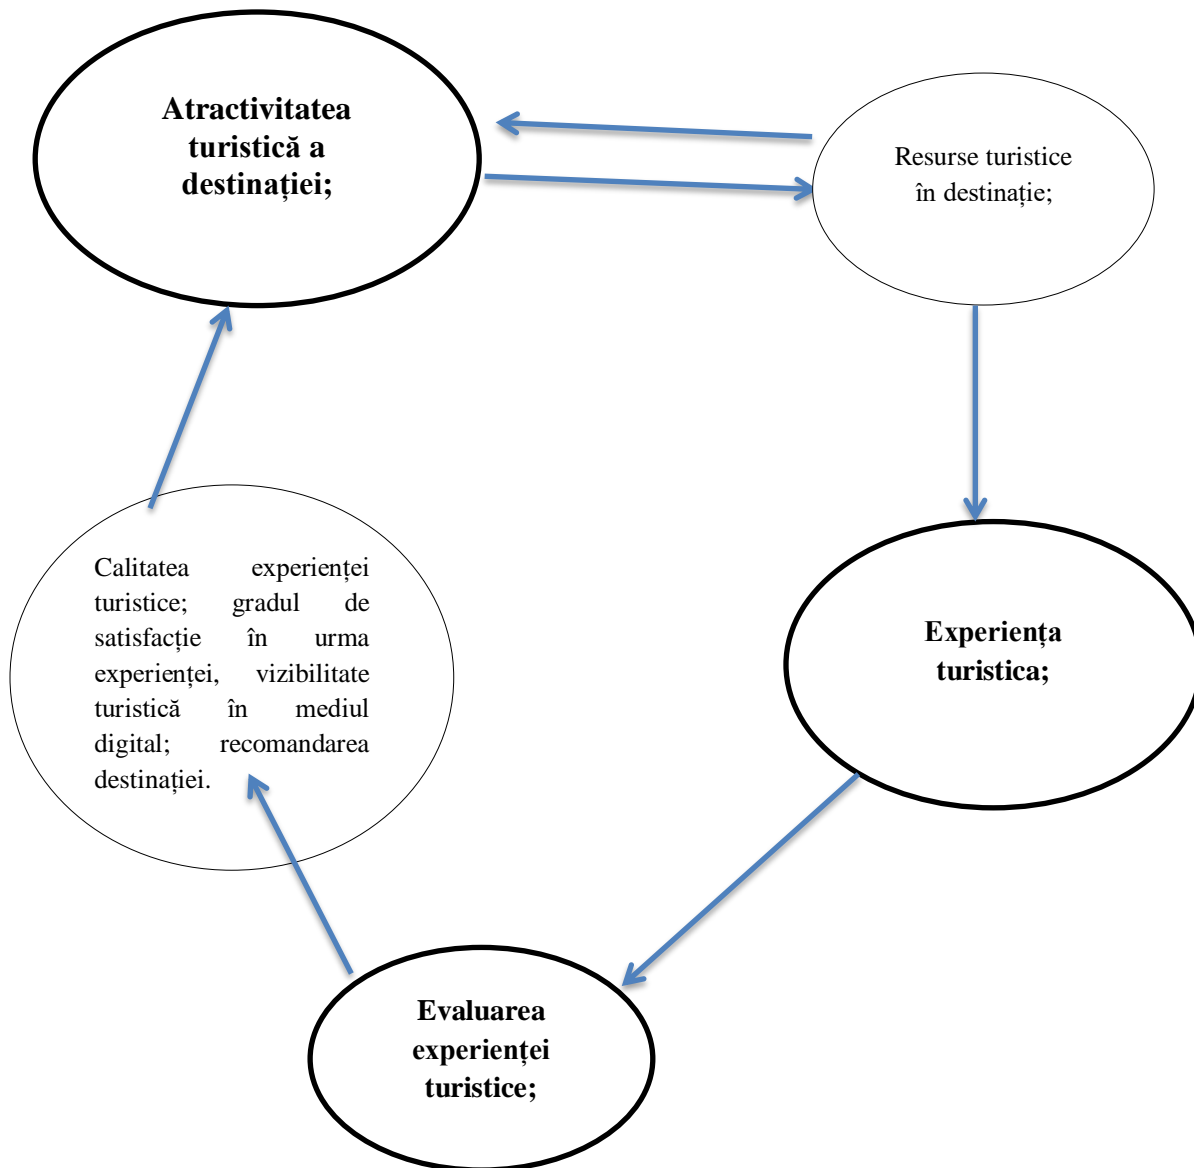 Atractivitatea
turistică a
destinației;
Resurse turistice
în destinație;
Calitatea experienței
turistice; gradul de
satisfacție în urma
experienței, vizibilitate
turistică în mediul
digital; recomandarea
destinației.
Experiența
turistica;
Evaluarea
experienței
turistice;